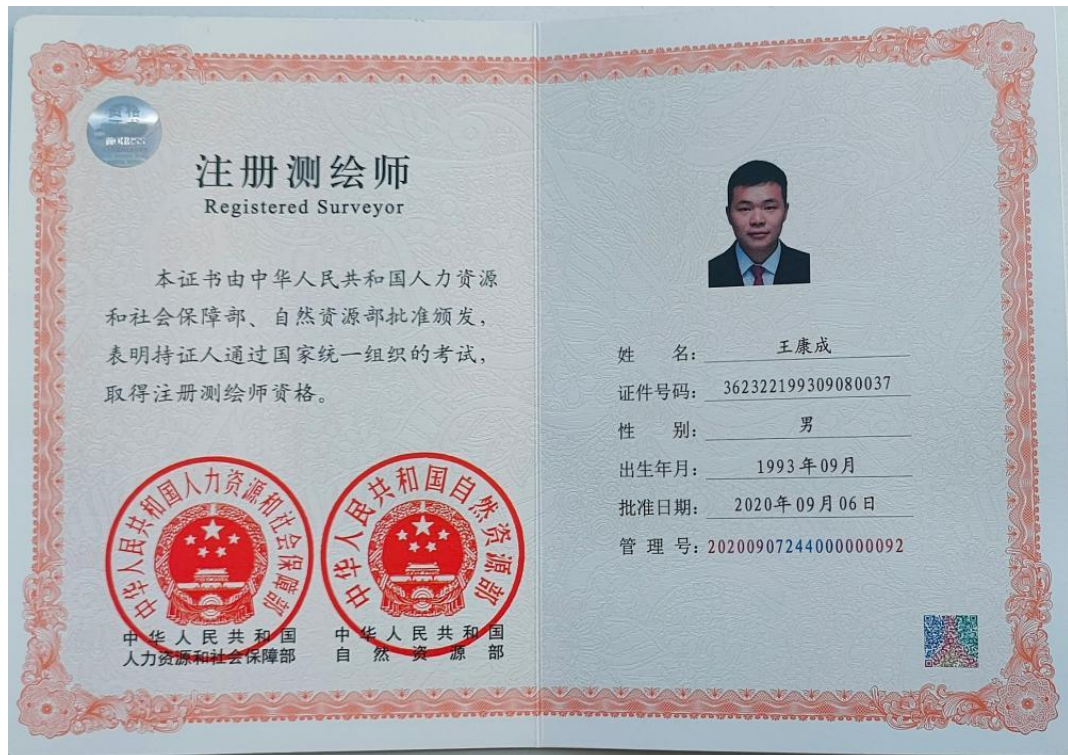 注册测绘师
Registered Surveyor
本证书由中华人民共和国人力资源
和社会保障部、自然资源部批准颁发，
表明持证人通过国家统一组织的考试，
取得注册测绘师资格。
中华人民共和国人力资源和社会保障部
中华人民共和国
人力资源和社会保障部
中华人民共和国自然资源部
中华人民共和国
自然资源部
姓 名： 王康成
证件号码： 362322199309080037
性 别： 男
出生年月： 1993年09月
批准日期： 2020年09月06日
管 理 号： 20200907244000000092